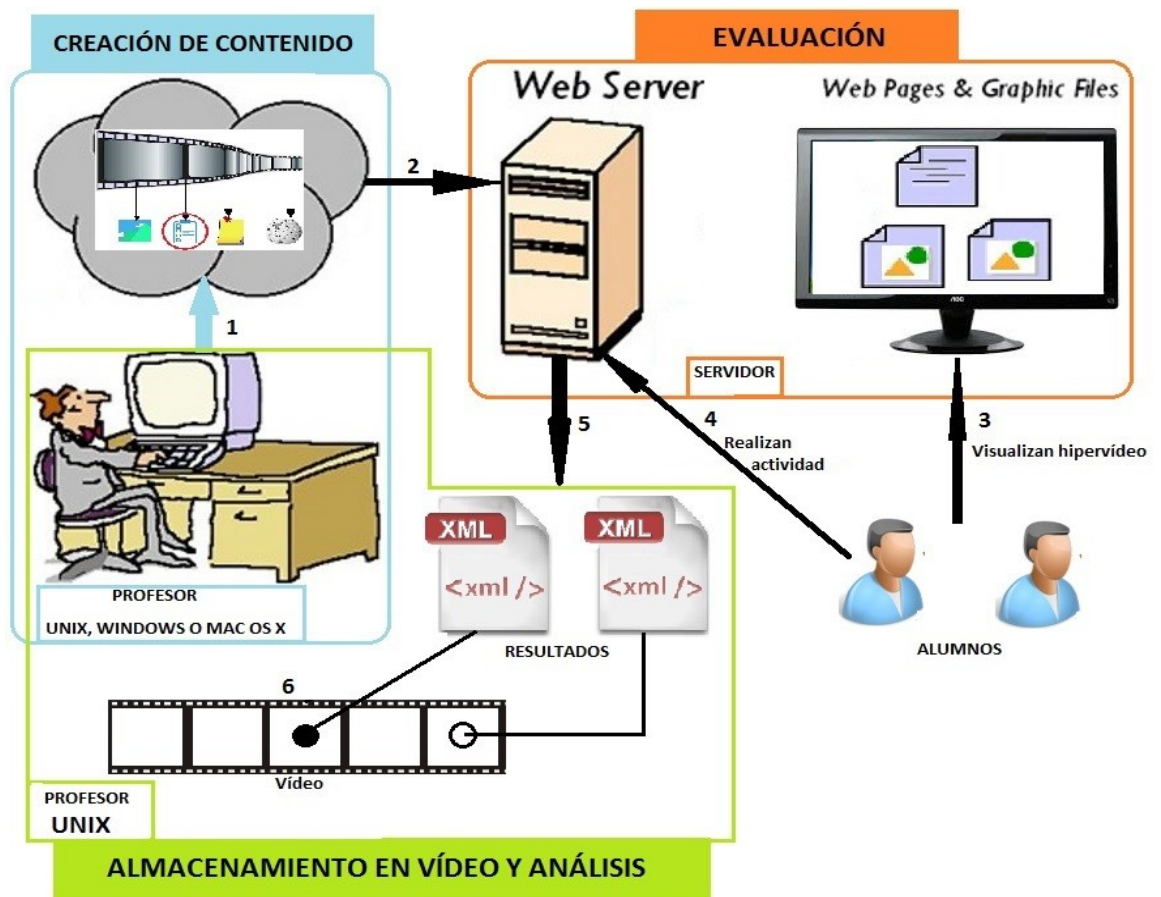 CREACIÓN DE CONTENIDO
EVALUACIÓN
Web Server
Web Pages & Graphic Files
2
AOC
1
SERVIDOR
5
4
Realizan
actividad
3
Visualizan hipervídeo
XML
<xml />
XML
<xml />
PROFESOR
UNIX, WINDOWS O MAC OS X
RESULTADOS
ALUMNOS
6
Vídeo
PROFESOR
UNIX
ALMACENAMIENTO EN VÍDEO Y ANÁLISIS